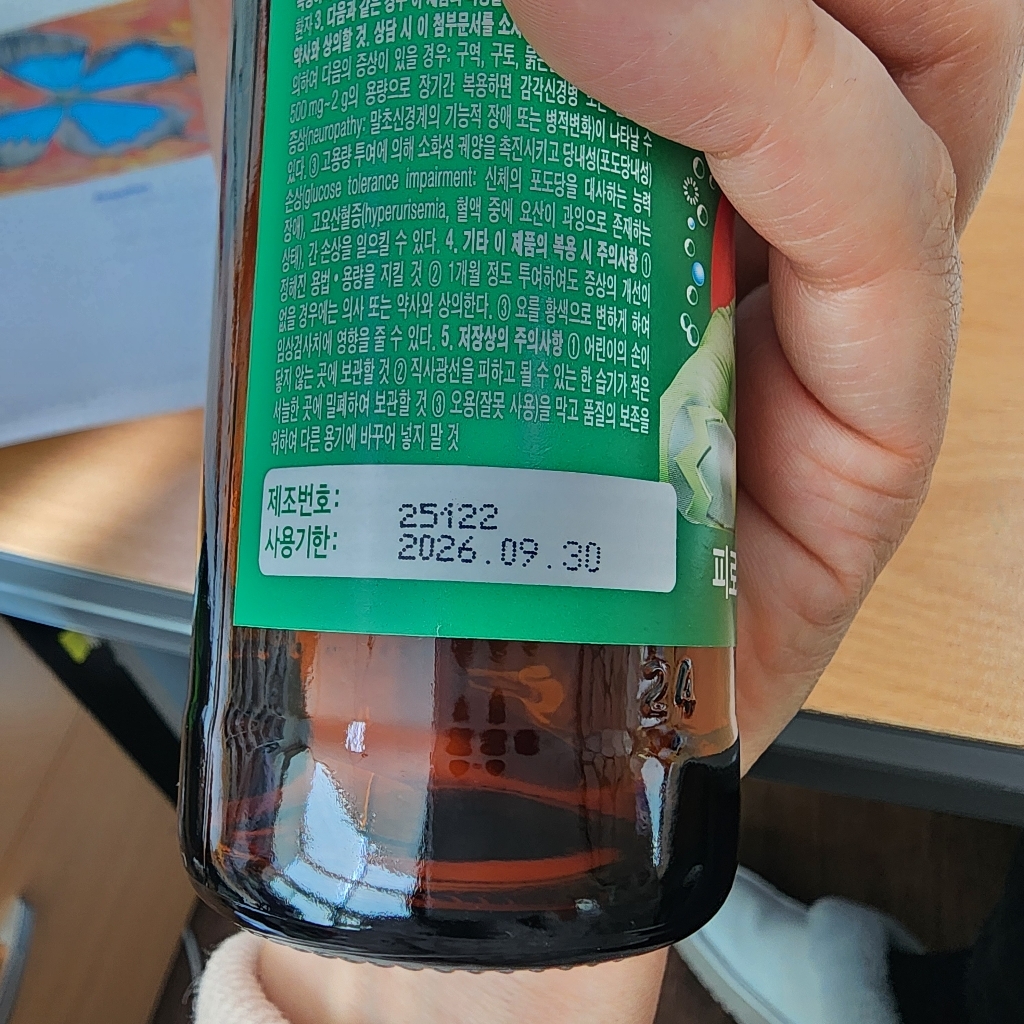 환자 3. 다음과 같은 경우 이 제품의
약사와 상의할 것. 상담 시 이 첨부문서를 소지
의하여 다음의 증상이 있을 경우: 구역, 구토, 묽은
500 mg~2 g의 용량으로 장기간 복용하면 감각신경병
증상(neuropathy: 말초신경계의 기능적 장애 또는 병적변화)이 나타날 수
있다. ③ 고용량 투여에 의해 소화성 궤양을 촉진시키고 당내성(포도당내성)
손상(glucose tolerance impairment: 신체의 포도당을 대사하는 능력
장애), 고요산혈증(hyperurisemia, 혈액 중에 요산이 과잉으로 존재하는
상태), 간 손상을 일으킬 수 있다. 4. 기타 이 제품의 복용 시 주의사항 ①
정해진 용법·용량을 지킬 것 ② 1개월 정도 투여하여도 증상의 개선이
없을 경우에는 의사 또는 약사와 상의한다. ③ 요를 황색으로 변하게 하여
임상검사치에 영향을 줄 수 있다. 5. 저장상의 주의사항 ① 어린이의 손이
닿지 않는 곳에 보관할 것 ② 직사광선을 피하고 될 수 있는 한 습기가 적은
서늘한 곳에 밀폐하여 보관할 것 ③ 오용(잘못 사용)을 막고 품질의 보존을
위하여 다른 용기에 바꾸어 넣지 말 것
제조번호: 25122
사용기한: 2026.09.30
피로
24